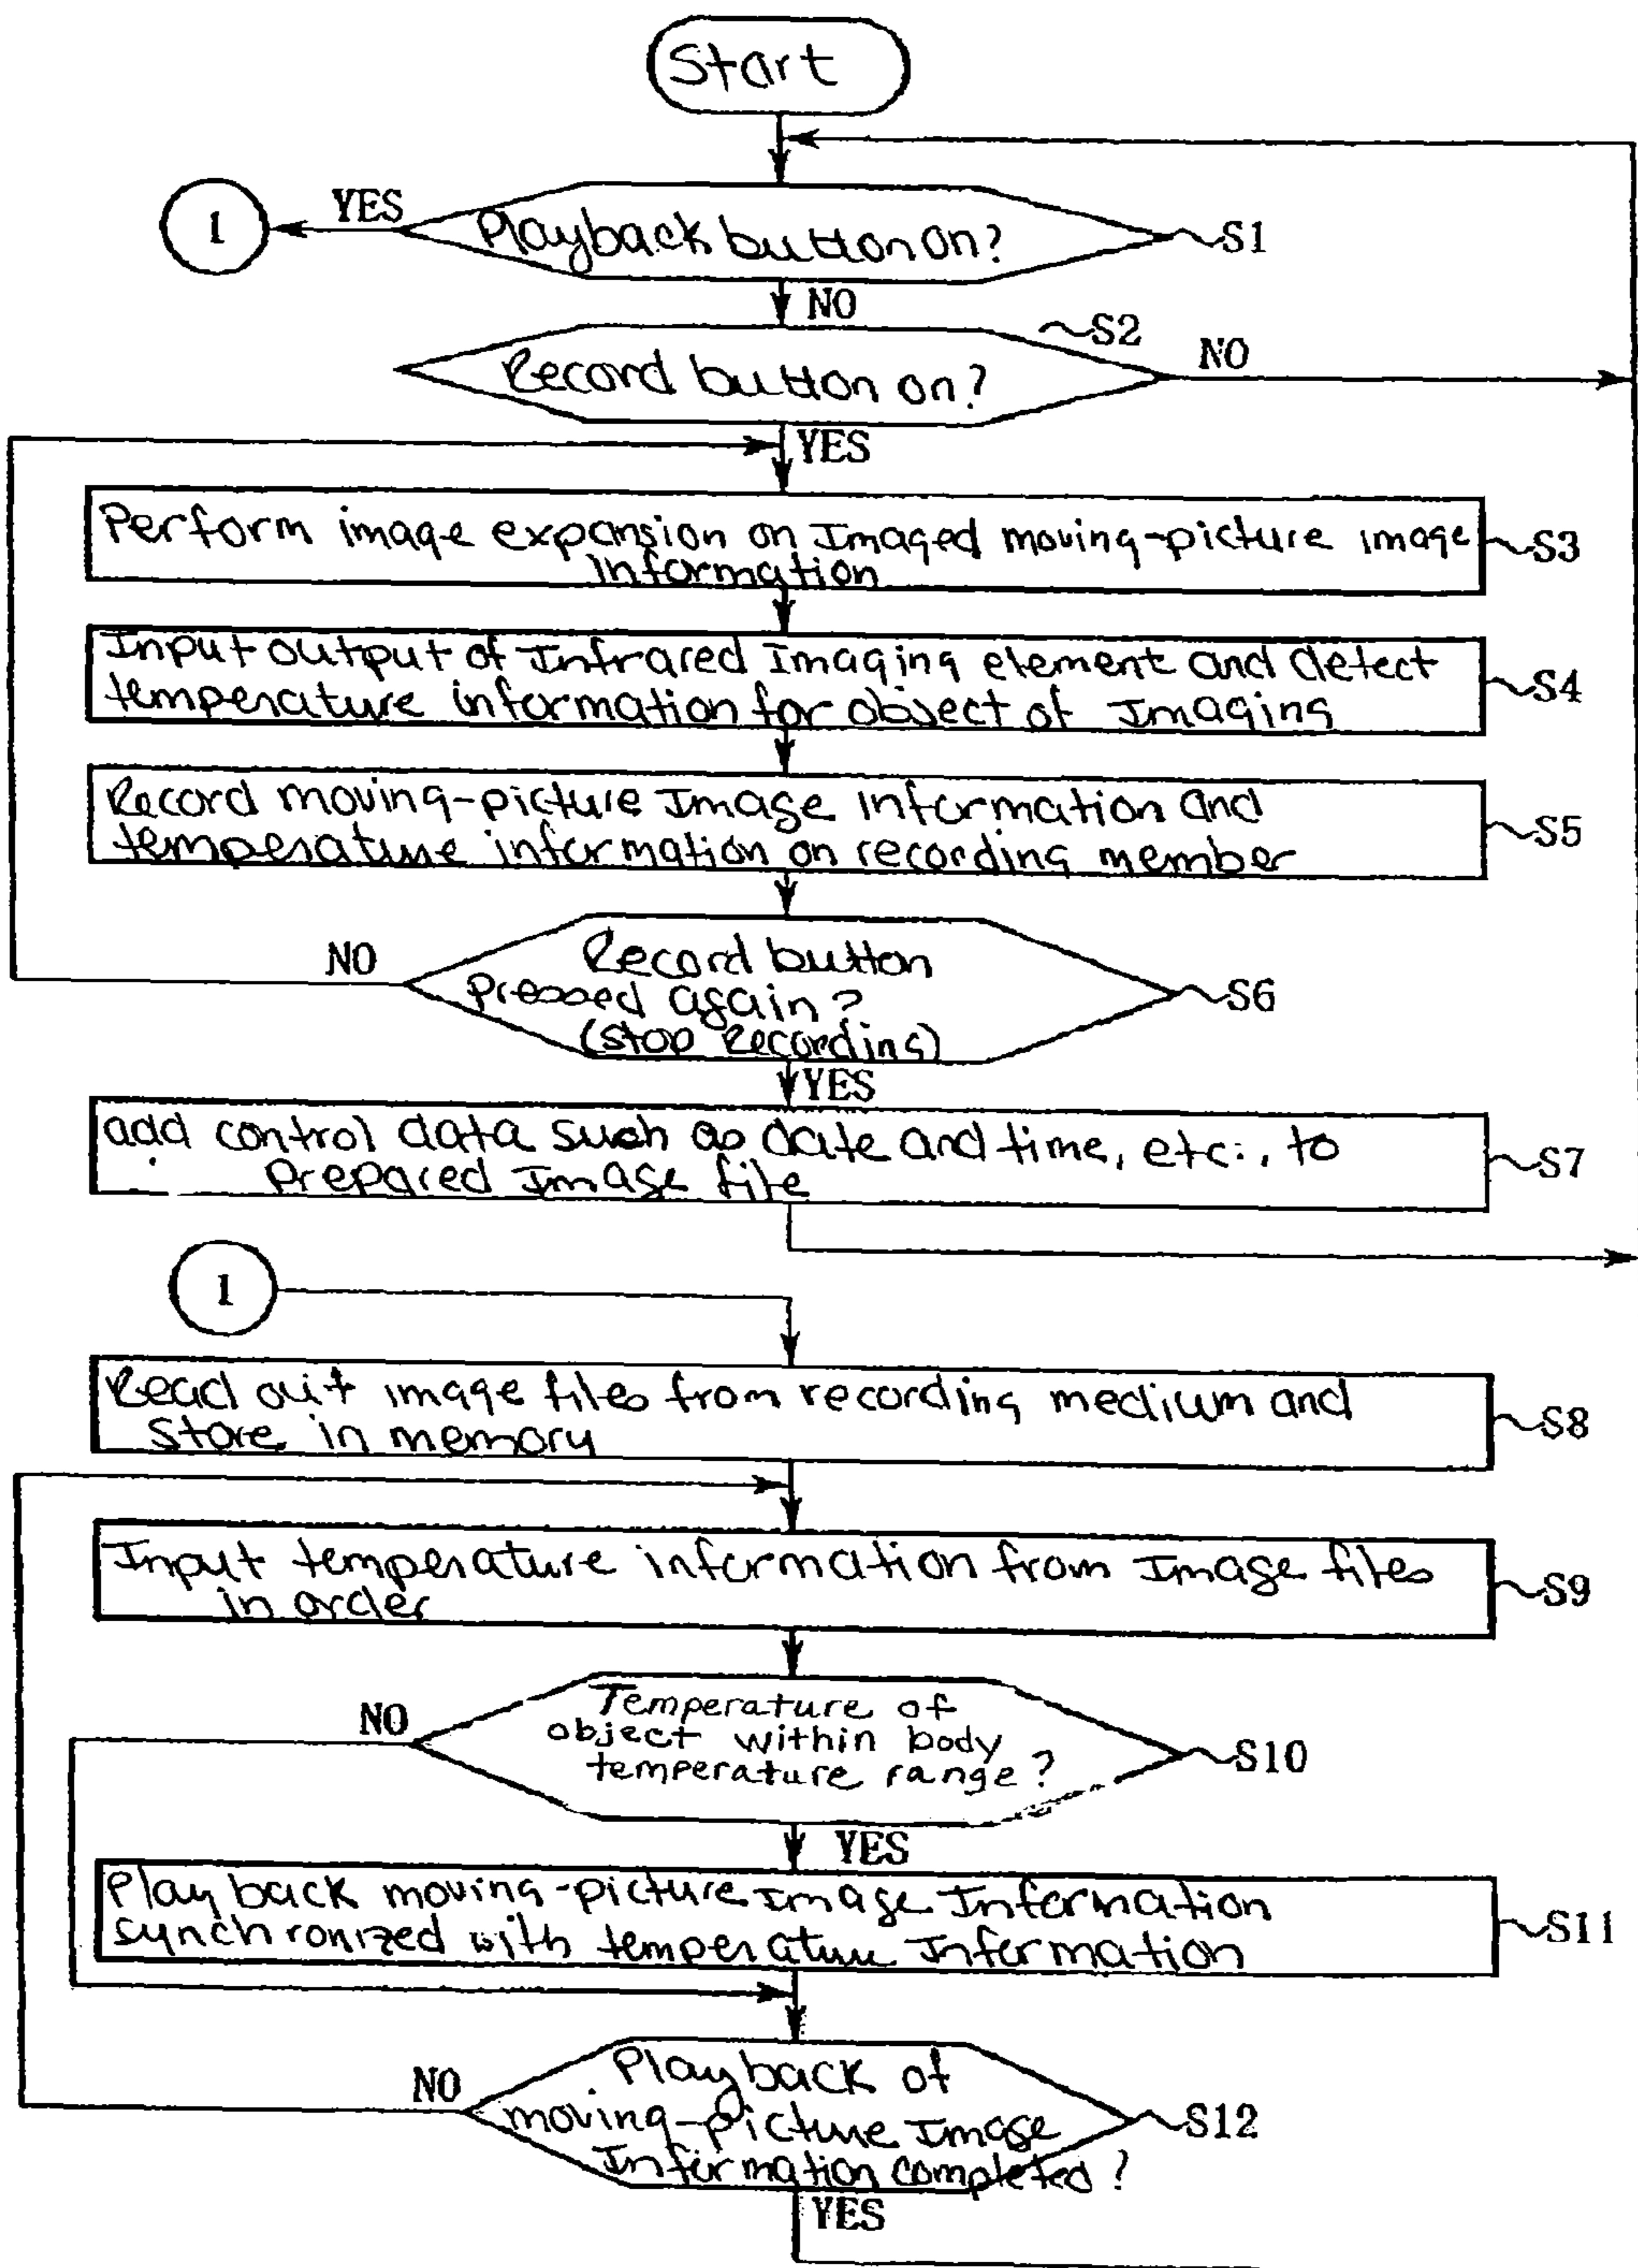 Start
1
YES
Playback button on?
S1
NO
S2
Record button on?
NO
YES
Perform image expansion on Imaged moving-picture image
Information
S3
Input output of Infrared Imaging element and detect
temperature information for object of Imaging
S4
Record moving-picture Image Information and
temperature information on recording member
S5
NO
Record button
Pressed again?
(Stop Recording)
S6
YES
add control data such as date and time, etc., to
Prepared Image file
S7
1
Read out image files from recording medium and
store in memory
S8
Input temperature information from Image files
in order
S9
NO
Temperature of
object within body
temperature range?
S10
YES
Play back moving-picture Image Information
synchronized with temperature Information
S11
NO
Playback of
moving-picture Image
Information completed?
S12
YES